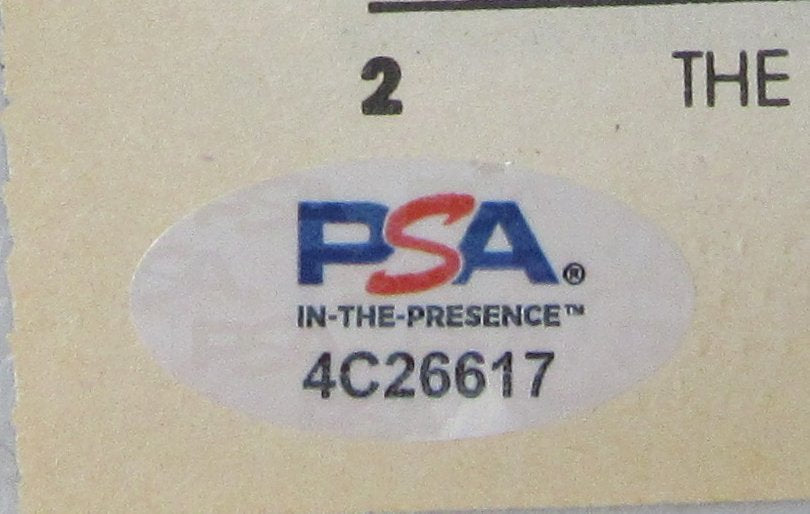 2 THE
PSA®
IN-THE-PRESENCE™
4C26617